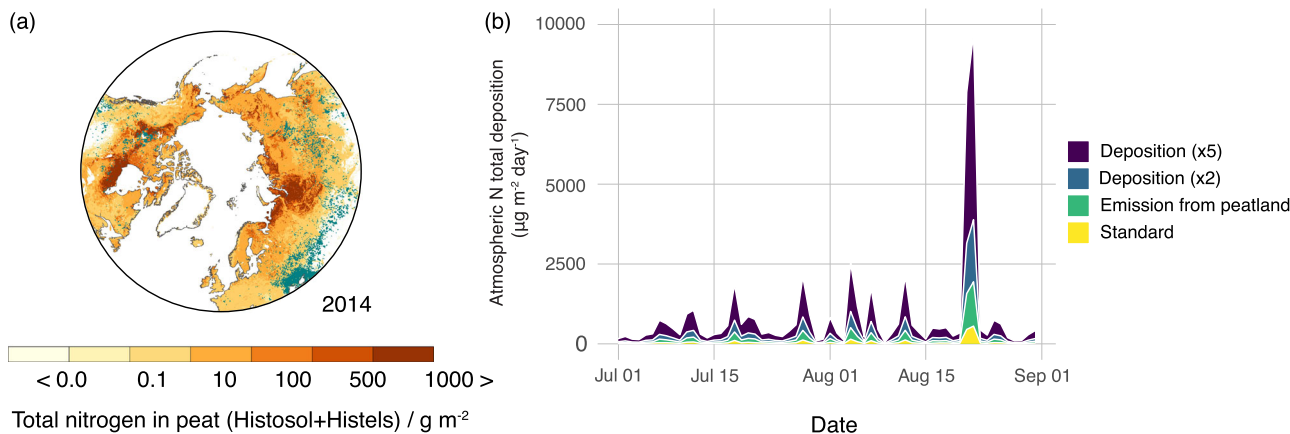 (a)
2014
< 0.0 0.1 10 100 500 1000 >
Total nitrogen in peat (Histosol+Histels) / g m-2
(b)
Atmospheric N total deposition
(µg m-2 day-1)
10000
7500
5000
2500
0
Jul 01 Jul 15 Aug 01 Aug 15 Sep 01
Date
Deposition (x5)
Deposition (x2)
Emission from peatland
Standard